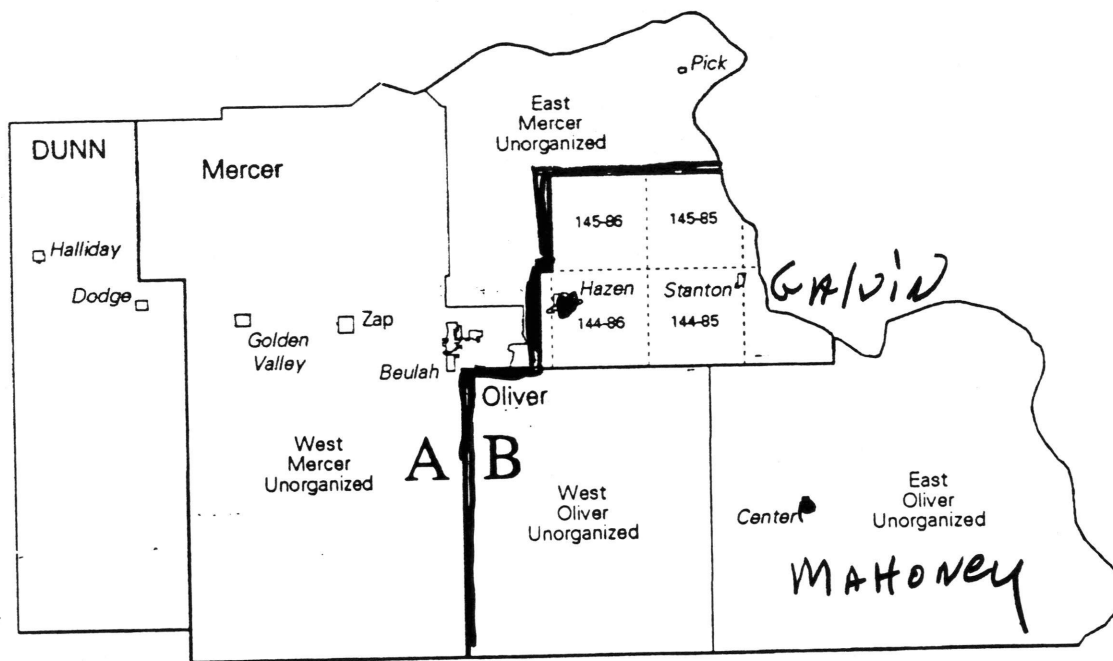 Pick
East
Mercer
Unorganized
DUNN
Mercer
145-86
145-85
Halliday
Dodge
Hazen
Stanton
GALVIN
Golden
Valley
Zap
144-86
144-85
Beulah
Oliver
West
Mercer
Unorganized
A
B
West
Oliver
Unorganized
Center
East
Oliver
Unorganized
MAHONEY